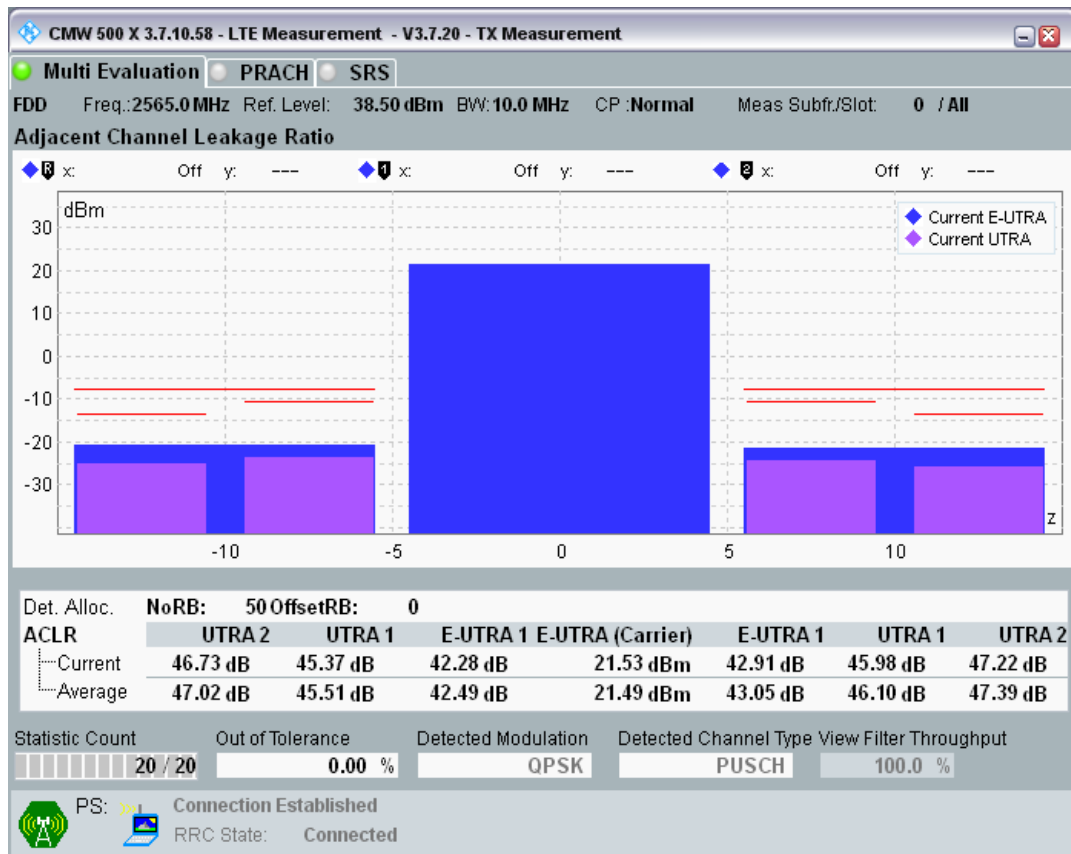 CMW 500 X 3.7.10.58 - LTE Measurement - V3.7.20 - TX Measurement
Multi Evaluation PRACH SRS
FDD Freq.:2565.0 MHz Ref. Level: 38.50 dBm BW:10.0 MHz CP :Normal Meas Subfr./Slot: 0 / All
Adjacent Channel Leakage Ratio
R x: Off y: --- 1 x: Off y: --- 2 x: Off y: ---
dBm
Current E-UTRA
Current UTRA
30
20
10
0
-10
-20
-30
z
-10 -5 0 5 10
Det. Alloc. NoRB: 50 OffsetRB: 0
ACLR UTRA 2 UTRA 1 E-UTRA 1 E-UTRA (Carrier) E-UTRA 1 UTRA 1 UTRA 2
Current 46.73 dB 45.37 dB 42.28 dB 21.53 dBm 42.91 dB 45.98 dB 47.22 dB
Average 47.02 dB 45.51 dB 42.49 dB 21.49 dBm 43.05 dB 46.10 dB 47.39 dB
Statistic Count Out of Tolerance Detected Modulation Detected Channel Type View Filter Throughput
20 / 20 0.00 % QPSK PUSCH 100.0 %
PS: Connection Established
RRC State: Connected